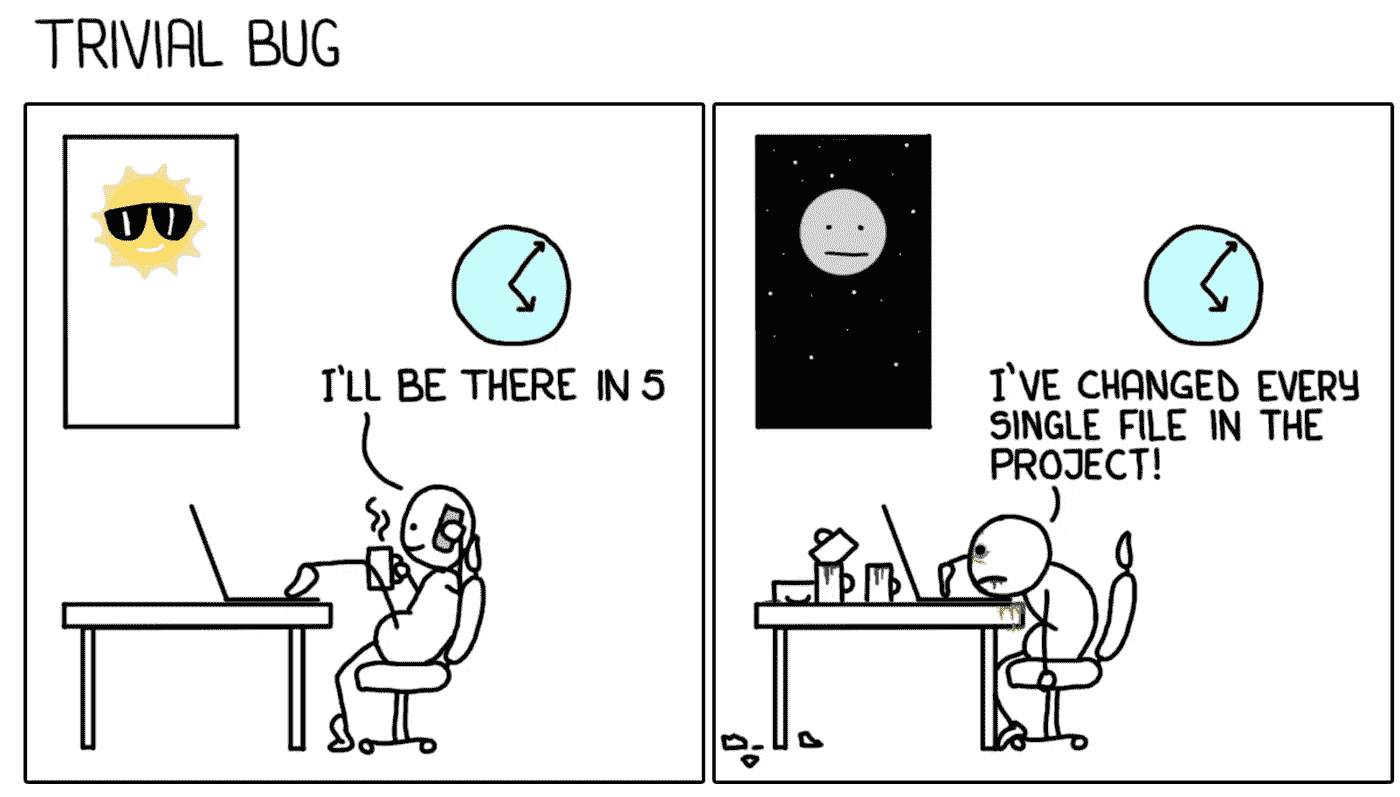 TRIVIAL BUG
I'LL BE THERE IN 5
I'VE CHANGED EVERY
SINGLE FILE IN THE
PROJECT!